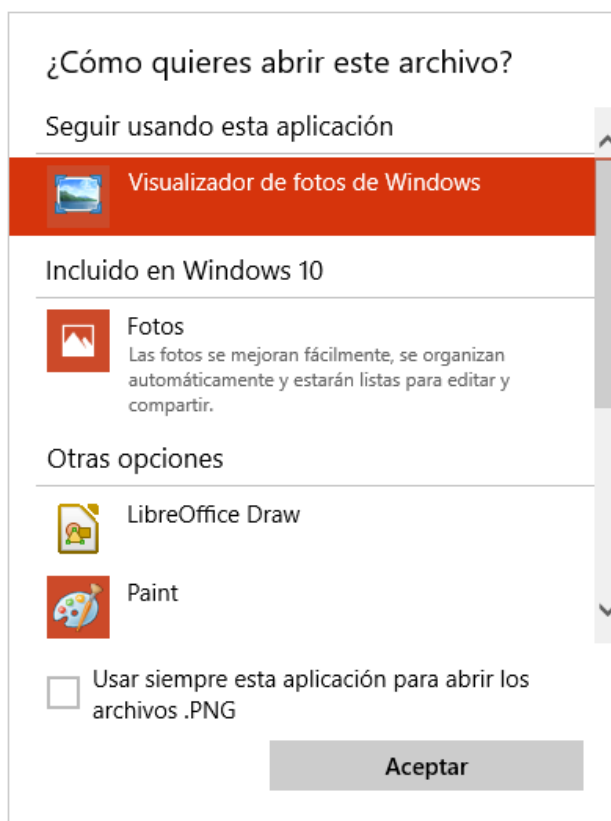 ¿Cómo quieres abrir este archivo?
Seguir usando esta aplicación
Visualizador de fotos de Windows
Incluido en Windows 10
Fotos
Las fotos se mejoran fácilmente, se organizan
automáticamente y estarán listas para editar y
compartir.
Otras opciones
LibreOffice Draw
Paint
Usar siempre esta aplicación para abrir los
archivos .PNG
Aceptar